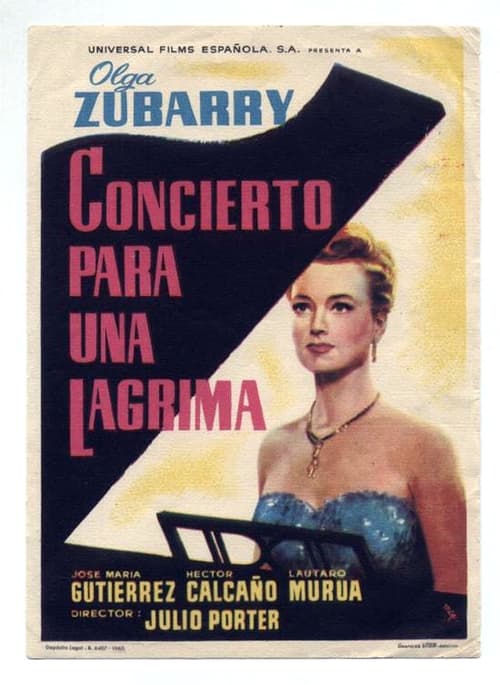 UNIVERSAL FILMS ESPAÑOLA, S.A. PRESENTA A
Olga
ZUBARRY
CONCIERTO
PARA
UNA
LAGRIMA
JOSE MARIA HECTOR LAUTARO
GUTIERREZ CALCAÑO MURUA
DIRECTOR: JULIO PORTER